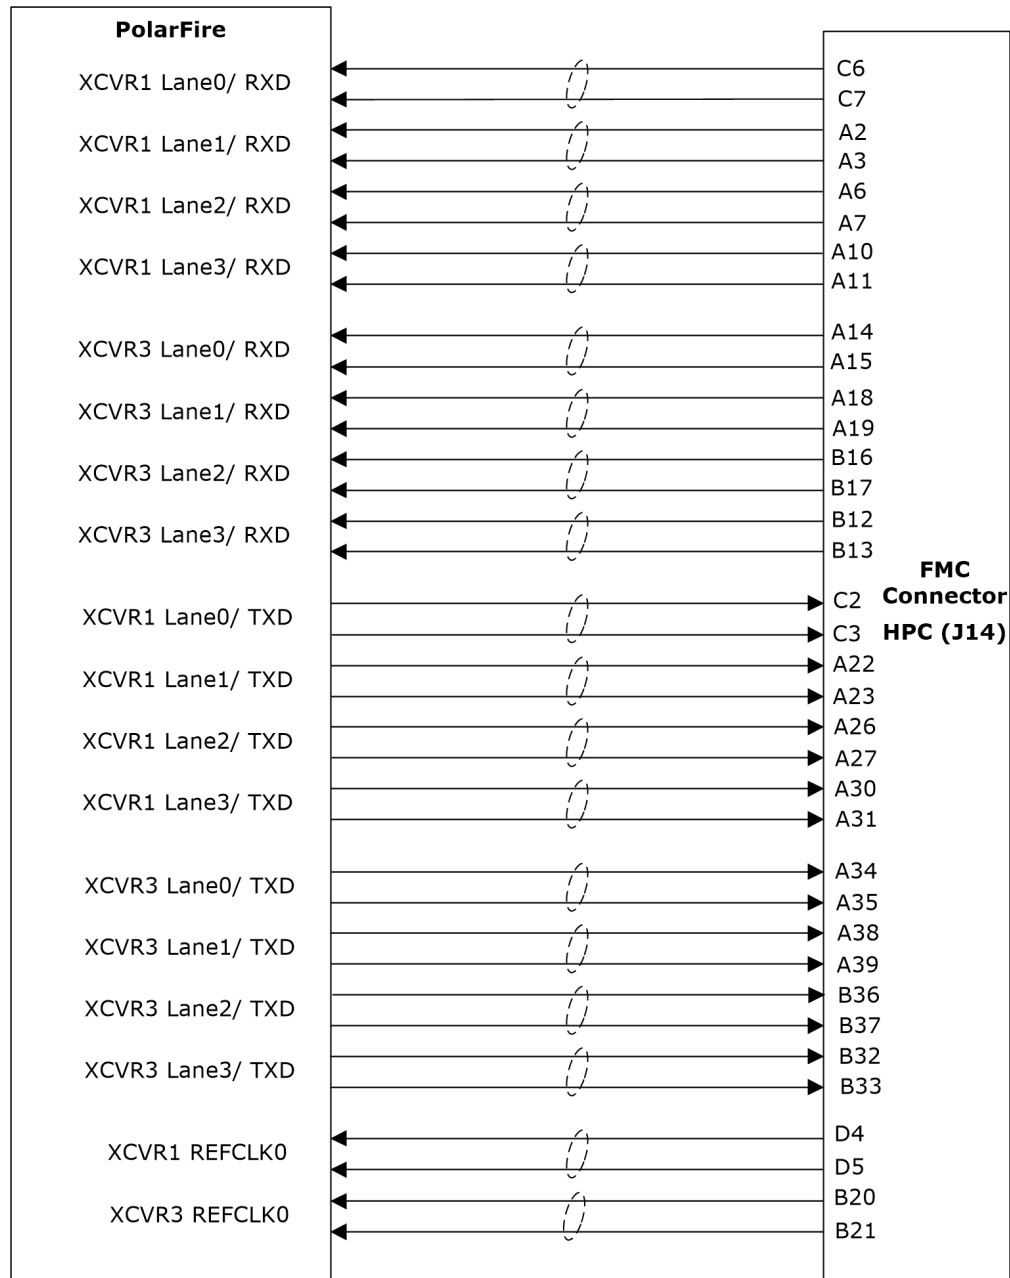 PolarFire
XCVR1 Lane0/ RXD
C6
C7
XCVR1 Lane1/ RXD
A2
A3
XCVR1 Lane2/ RXD
A6
A7
XCVR1 Lane3/ RXD
A10
A11
XCVR3 Lane0/ RXD
A14
A15
XCVR3 Lane1/ RXD
A18
A19
XCVR3 Lane2/ RXD
B16
B17
XCVR3 Lane3/ RXD
B12
B13
FMC
Connector
HPC (J14)
XCVR1 Lane0/ TXD
C2
C3
XCVR1 Lane1/ TXD
A22
A23
XCVR1 Lane2/ TXD
A26
A27
XCVR1 Lane3/ TXD
A30
A31
XCVR3 Lane0/ TXD
A34
A35
XCVR3 Lane1/ TXD
A38
A39
XCVR3 Lane2/ TXD
B36
B37
XCVR3 Lane3/ TXD
B32
B33
XCVR1 REFCLK0
D4
D5
XCVR3 REFCLK0
B20
B21